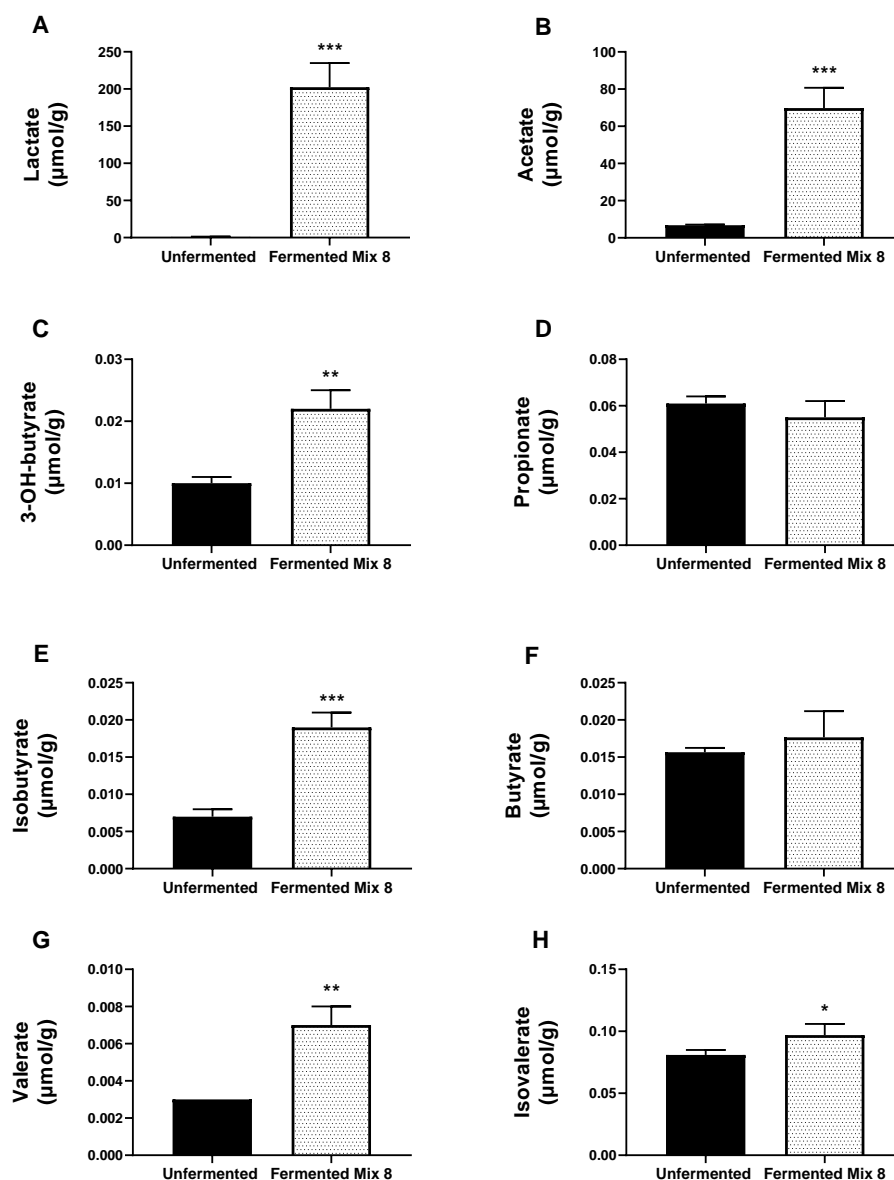 A
Lactate
(µmol/g)
250
200
150
100
50
0
***
Unfermented Fermented Mix 8
B
Acetate
(µmol/g)
100
80
60
40
20
0
***
Unfermented Fermented Mix 8
C
3-OH-butyrate
(µmol/g)
0.03
0.02
0.01
0.00
**
Unfermented Fermented Mix 8
D
Propionate
(µmol/g)
0.08
0.06
0.04
0.02
0.00
Unfermented Fermented Mix 8
E
Isobutyrate
(µmol/g)
0.025
0.020
0.015
0.010
0.005
0.000
***
Unfermented Fermented Mix 8
F
Butyrate
(µmol/g)
0.025
0.020
0.015
0.010
0.005
0.000
Unfermented Fermented Mix 8
G
Valerate
(µmol/g)
0.010
0.008
0.006
0.004
0.002
0.000
**
Unfermented Fermented Mix 8
H
Isovalerate
(µmol/g)
0.15
0.10
0.05
0.00
*
Unfermented Fermented Mix 8